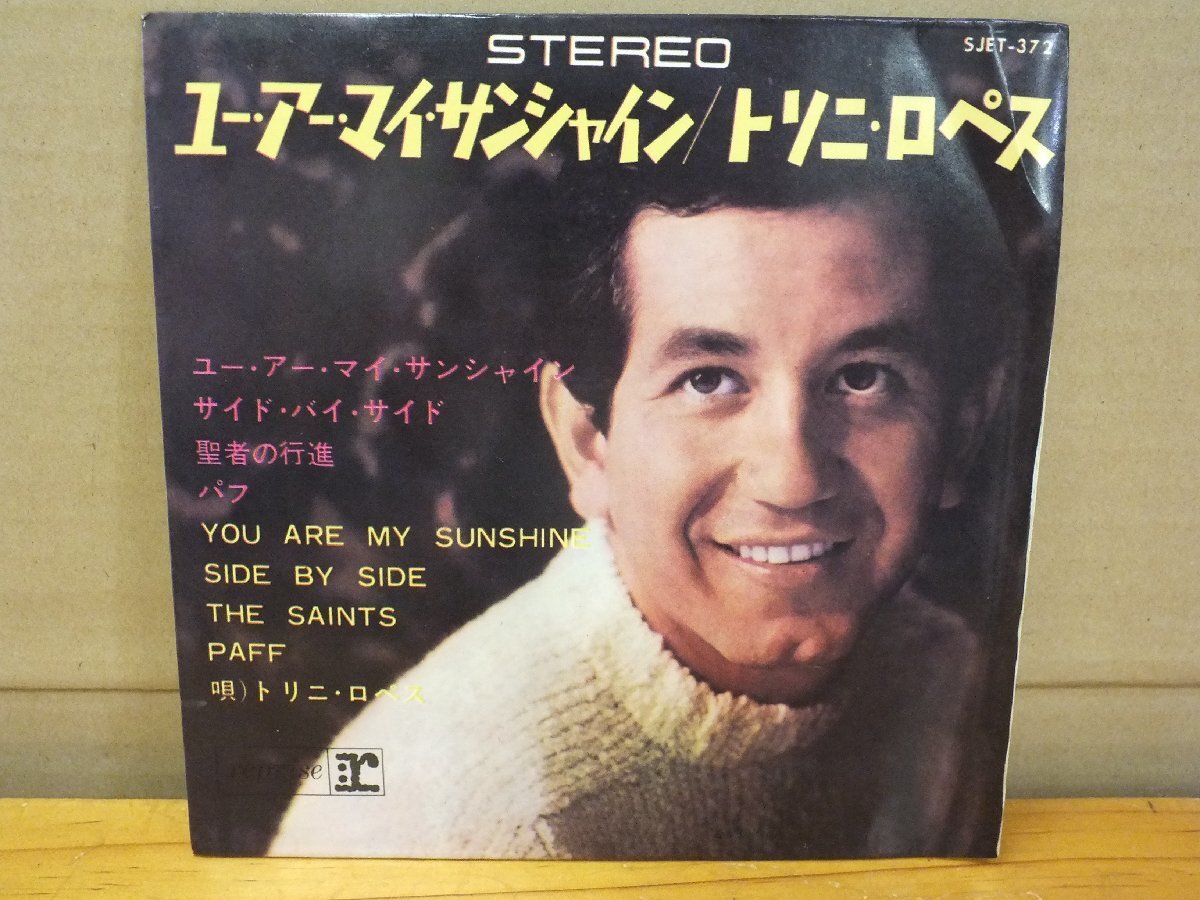 STEREO
SJET-372
ユー・アー・マイ・サンシャイン/トリニ・ロペス
ユー・アー・マイ・サンシャイン
サイド・バイ・サイド
聖者の行進
パフ
YOU ARE MY SUNSHINE
SIDE BY SIDE
THE SAINTS
PAFF
唄)トリニ・ロペス
reprise r